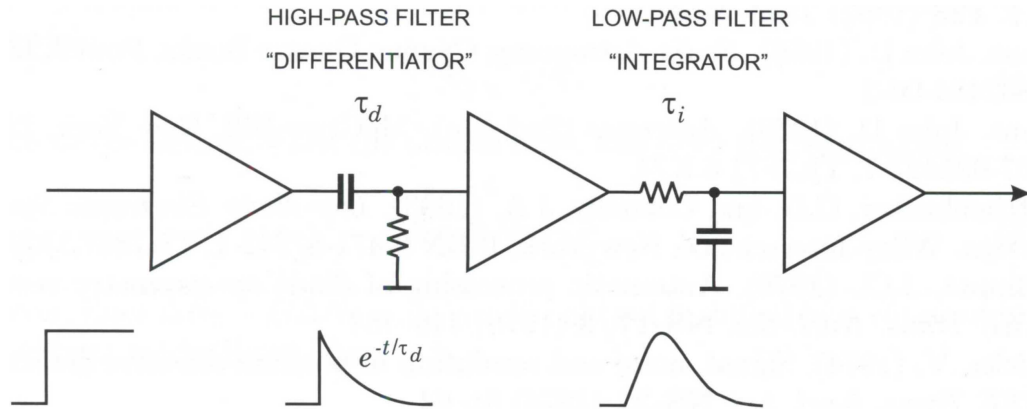 HIGH-PASS FILTER
"DIFFERENTIATOR"
τd
LOW-PASS FILTER
"INTEGRATOR"
τi
e-t/τd